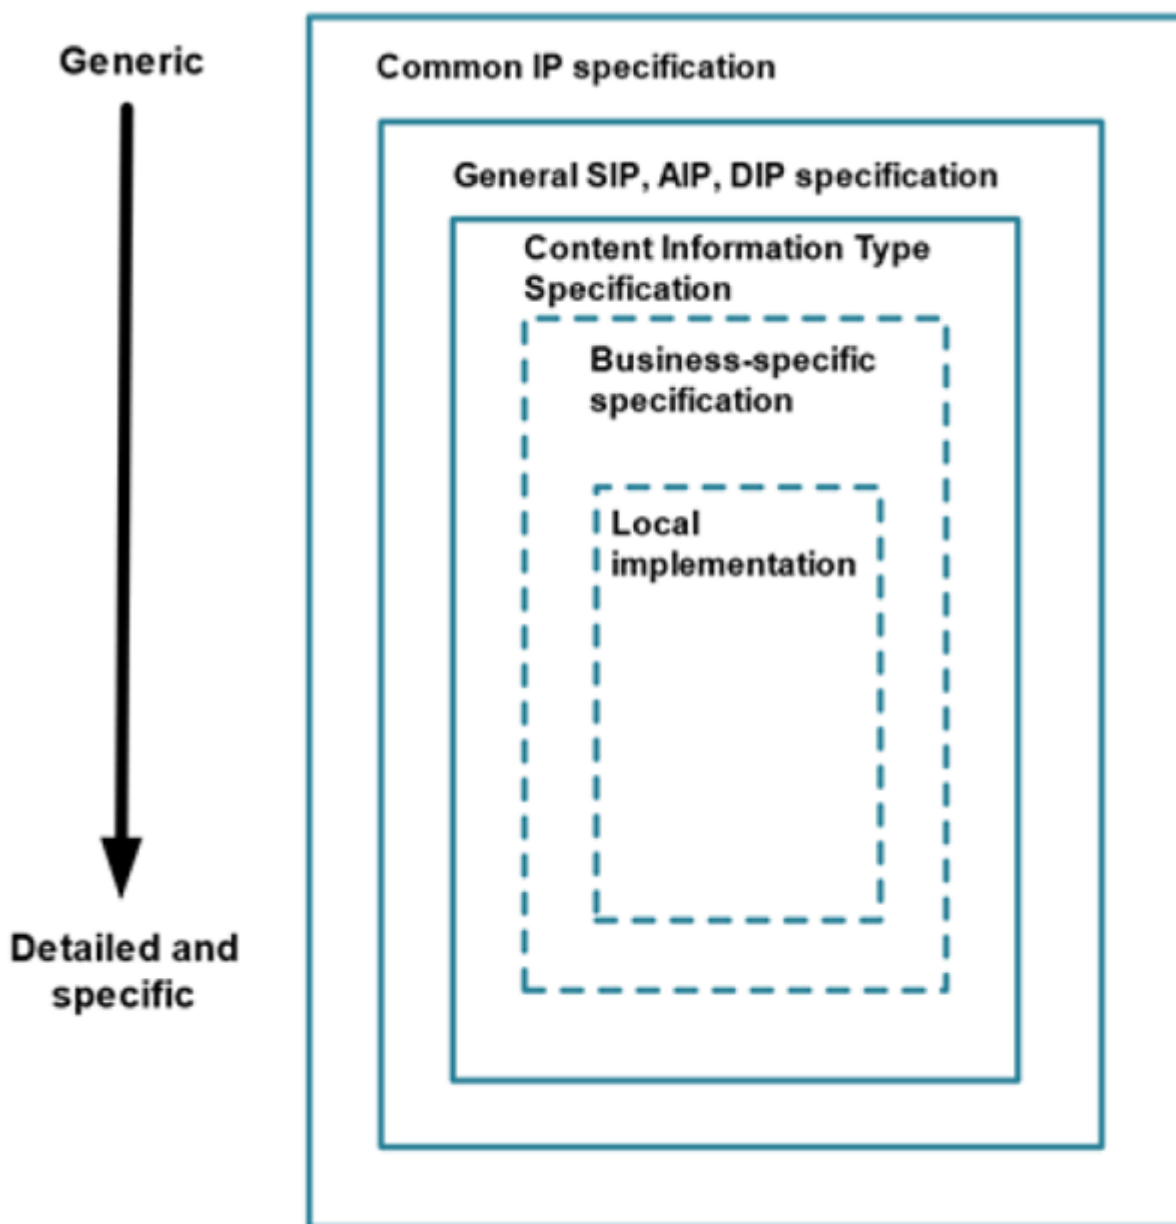 Generic
Common IP specification
General SIP, AIP, DIP specification
Content Information Type
Specification
Business-specific
specification
Local
implementation
Detailed and
specific